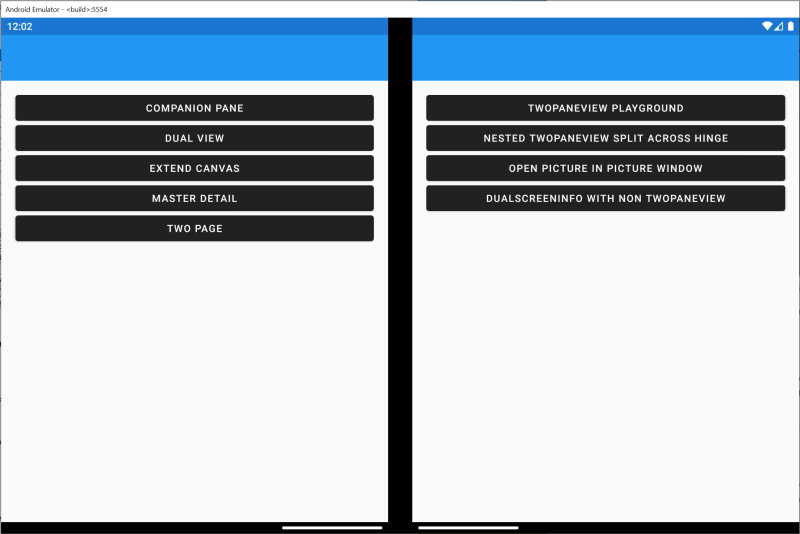 Android Emulator - <build>:5554
12:02
COMPANION PANE
DUAL VIEW
EXTEND CANVAS
MASTER DETAIL
TWO PAGE
TWOPANEVIEW PLAYGROUND
NESTED TWOPANEVIEW SPLIT ACROSS HINGE
OPEN PICTURE IN PICTURE WINDOW
DUALSCREENINFO WITH NON TWOPANEVIEW